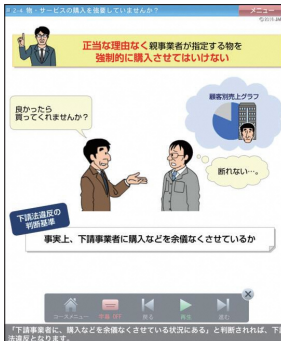 2-4 物・サービスの購入を強要していませんか？
メニュー
正当な理由なく親事業者が指定する物を
強制的に購入させてはいけない
顧客別売上グラフ
良かったら
買ってくれませんか？
断れない…。
下請法違反の
判断基準
事実上、下請事業者に購入などを余儀なくさせているか
コースメニュー
字幕 OFF
戻る
再生
進む
「下請事業者に、購入などを余儀なくさせている状況にある」と判断されれば、下請
法違反となります。